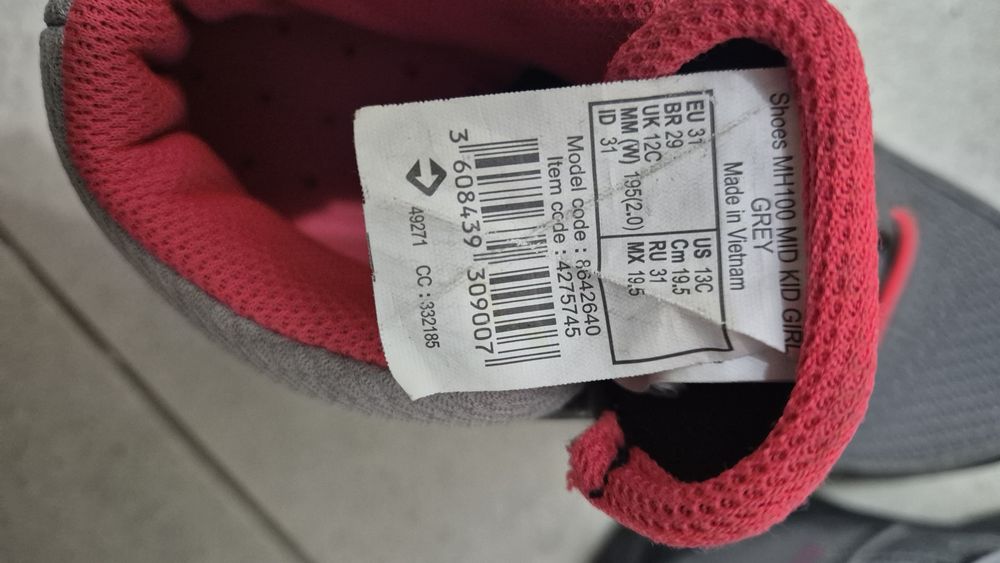 Shoes MH100 MID KID GIRL
GREY
Made in Vietnam
EU 31 US 13C
BR 29 Cm 19.5
UK 12C RU 31
MM (W) 195(2.0) MX 19.5
ID 31
Model code : 8642640
Item code : 4275745
3 608439 309007
49271 CC : 332185